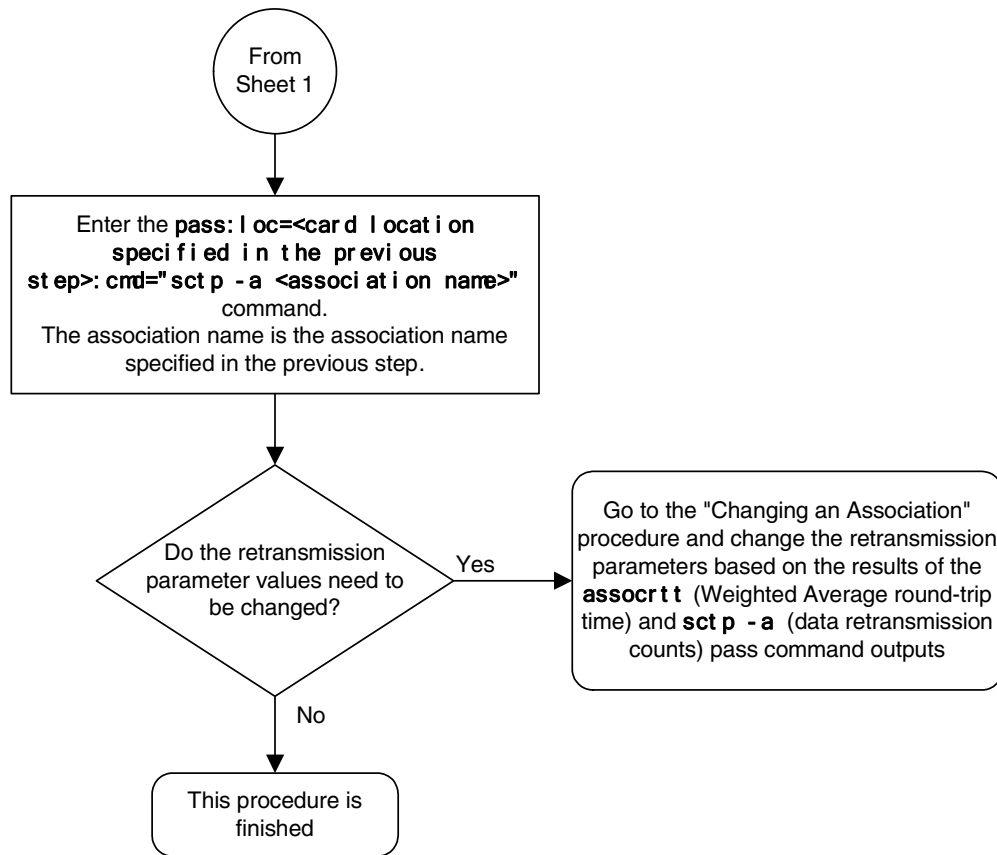 From
Sheet 1
Enter the pass:loc=<card location
specified in the previous
step>:cmd="sctp -a <association name>"
command.
The association name is the association name
specified in the previous step.
Do the retransmission
parameter values need to
be changed?
Yes
Go to the "Changing an Association"
procedure and change the retransmission
parameters based on the results of the
assocrtt (Weighted Average round-trip
time) and sctp -a (data retransmission
counts) pass command outputs
No
This procedure is
finished